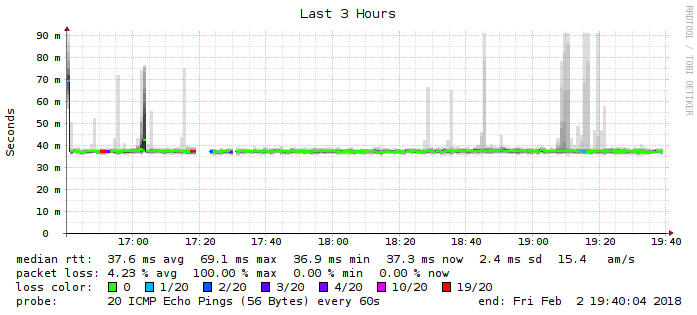 Last 3 Hours
RRDTOOL / TOBI OETIKER
Seconds
90 m
80 m
70 m
60 m
50 m
40 m
30 m
20 m
10 m
0
17:00 17:20 17:40 18:00 18:20 18:40 19:00 19:20 19:40
median rtt: 37.6 ms avg 69.1 ms max 36.9 ms min 37.3 ms now 2.4 ms sd 15.4 am/s
packet loss: 4.23 % avg 100.00 % max 0.00 % min 0.00 % now
loss color: 0 1/20 2/20 3/20 4/20 10/20 19/20
probe: 20 ICMP Echo Pings (56 Bytes) every 60s end: Fri Feb 2 19:40:04 2018